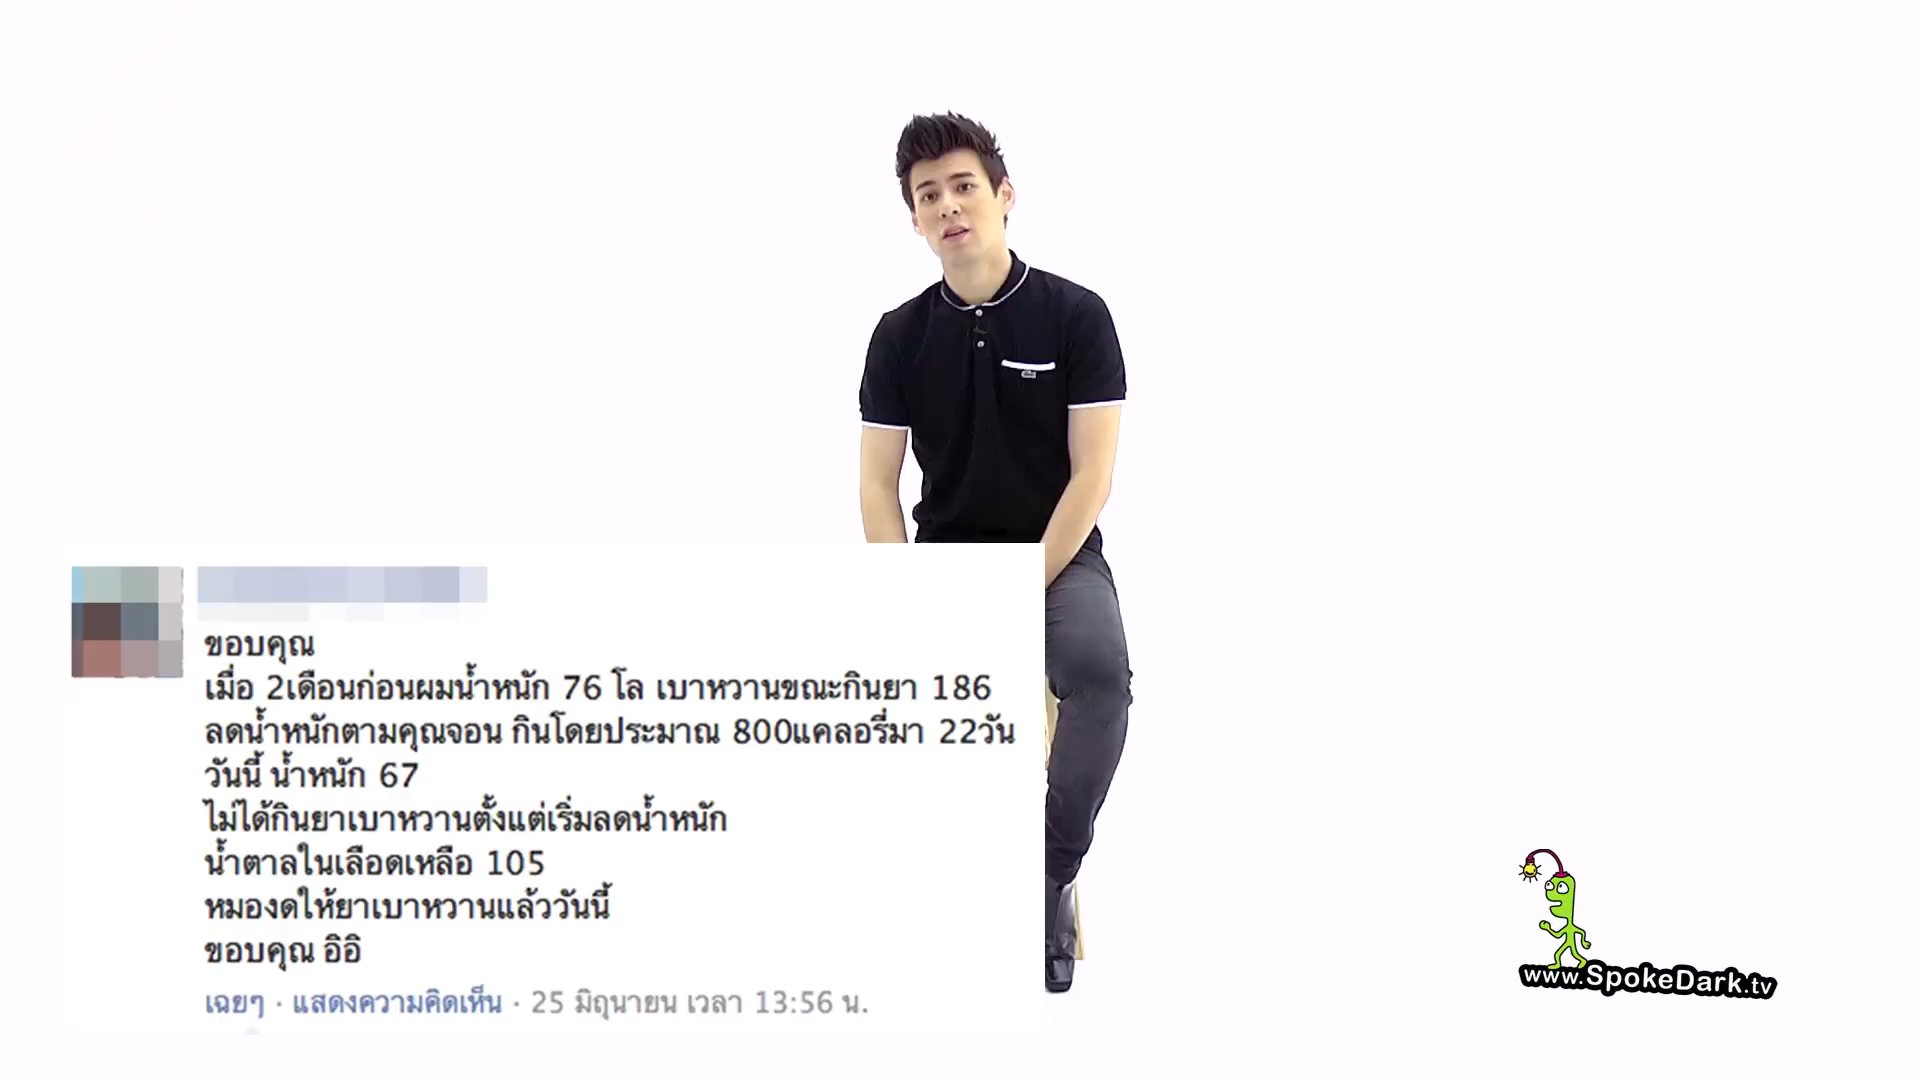 ขอบคุณ
เมื่อ 2เดือนก่อนผมน้ำหนัก 76 โล เบาหวานขณะกินยา 186
ลดน้ำหนักตามคุณจอน กินโดยประมาณ 800แคลอรี่มา 22วัน
วันนี้ น้ำหนัก 67
ไม่ได้กินยาเบาหวานตั้งแต่เริ่มลดน้ำหนัก
น้ำตาลในเลือดเหลือ 105
หมองดให้ยาเบาหวานแล้ววันนี้
ขอบคุณ อิอิ
เฉยๆ · แสดงความคิดเห็น · 25 มิถุนายน เวลา 13:56 น.
www.SpokeDark.tv